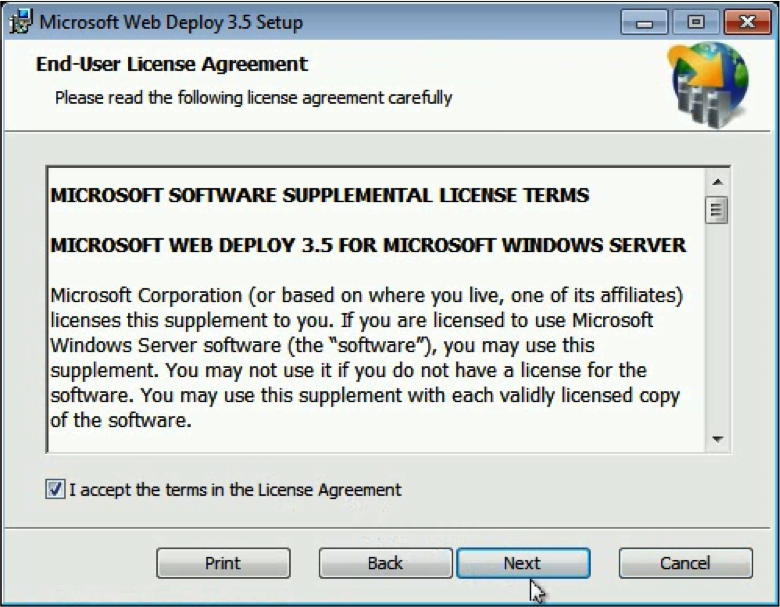 Microsoft Web Deploy 3.5 Setup
End-User License Agreement
Please read the following license agreement carefully
MICROSOFT SOFTWARE SUPPLEMENTAL LICENSE TERMS
MICROSOFT WEB DEPLOY 3.5 FOR MICROSOFT WINDOWS SERVER
Microsoft Corporation (or based on where you live, one of its affiliates)
licenses this supplement to you. If you are licensed to use Microsoft
Windows Server software (the “software”), you may use this
supplement. You may not use it if you do not have a license for the
software. You may use this supplement with each validly licensed copy
of the software.
I accept the terms in the License Agreement
Print Back Next Cancel